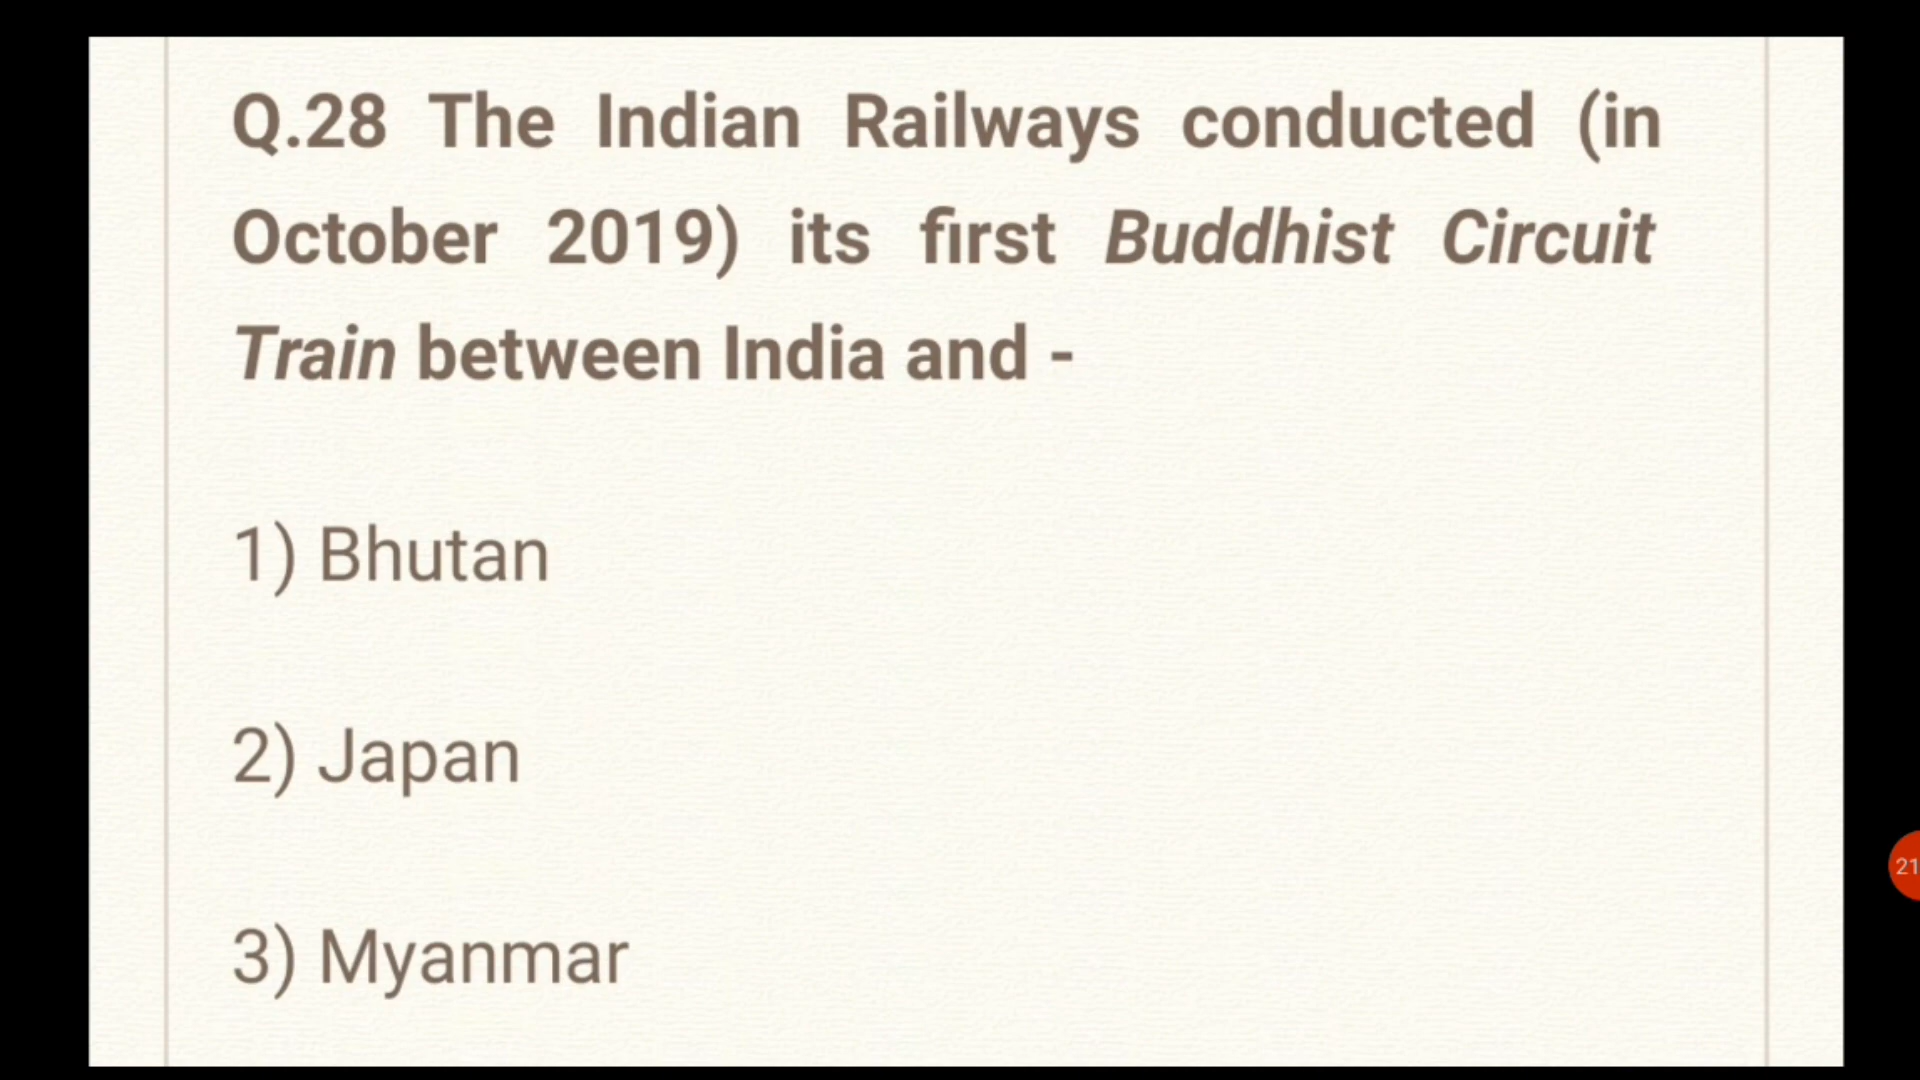 Q.28 The Indian Railways conducted (in
October 2019) its first Buddhist Circuit
Train between India and -
1) Bhutan
2) Japan
21
3) Myanmar